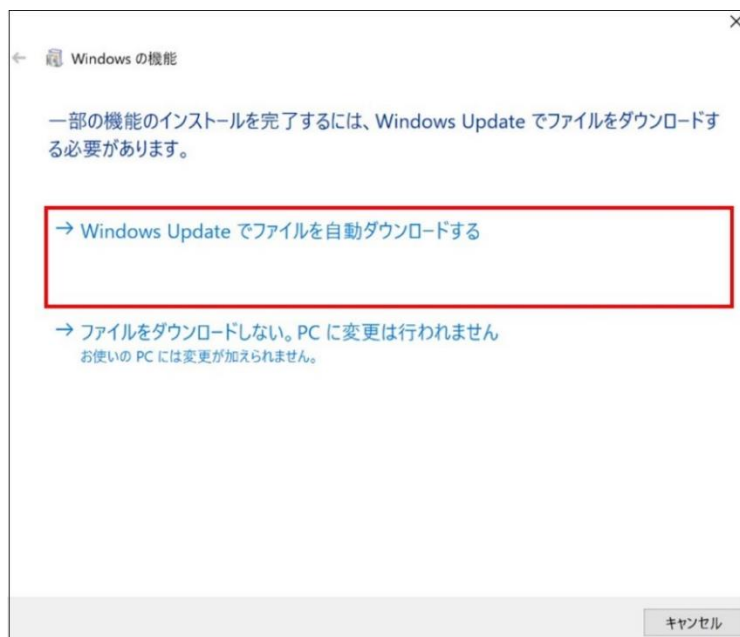 Windows の機能
一部の機能のインストールを完了するには、Windows Update でファイルをダウンロードす
る必要があります。
Windows Update でファイルを自動ダウンロードする
ファイルをダウンロードしない。PC に変更は行われません
お使いの PC には変更が加えられません。
キャンセル